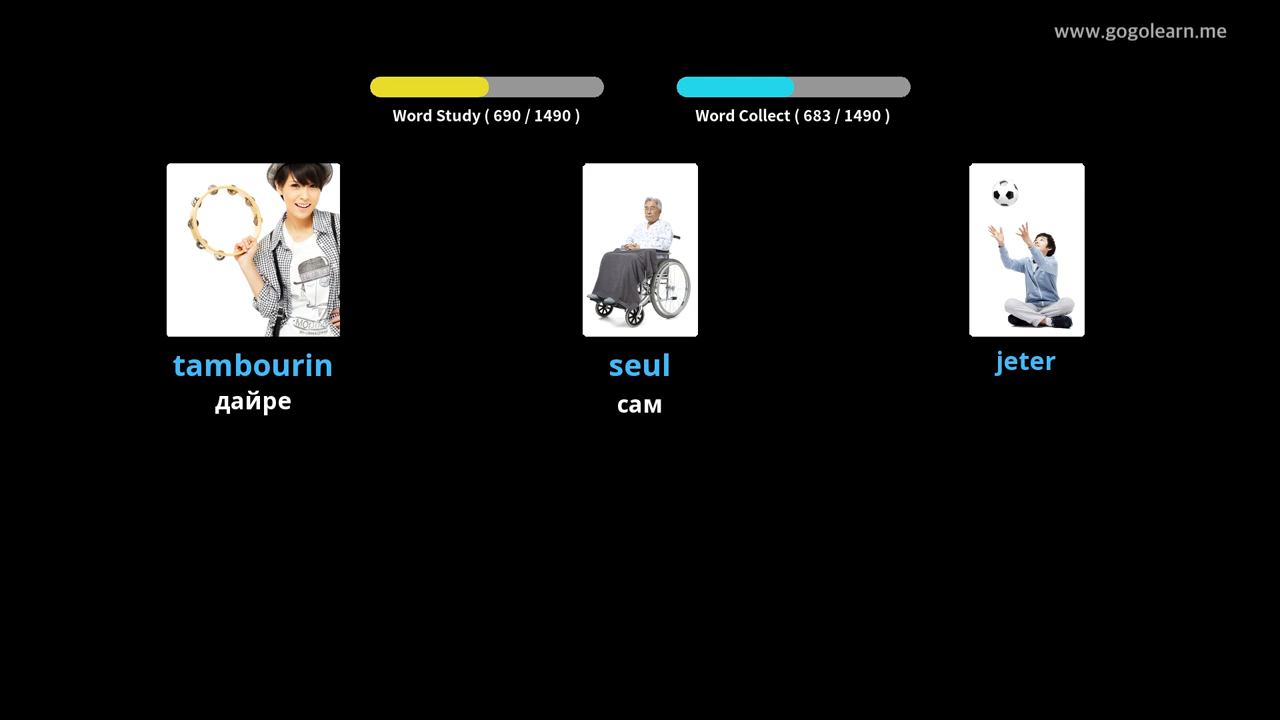 www.gogolearn.me
Word Study ( 690 / 1490 )
Word Collect ( 683 / 1490 )
tambourin
дайре
seul
сам
jeter